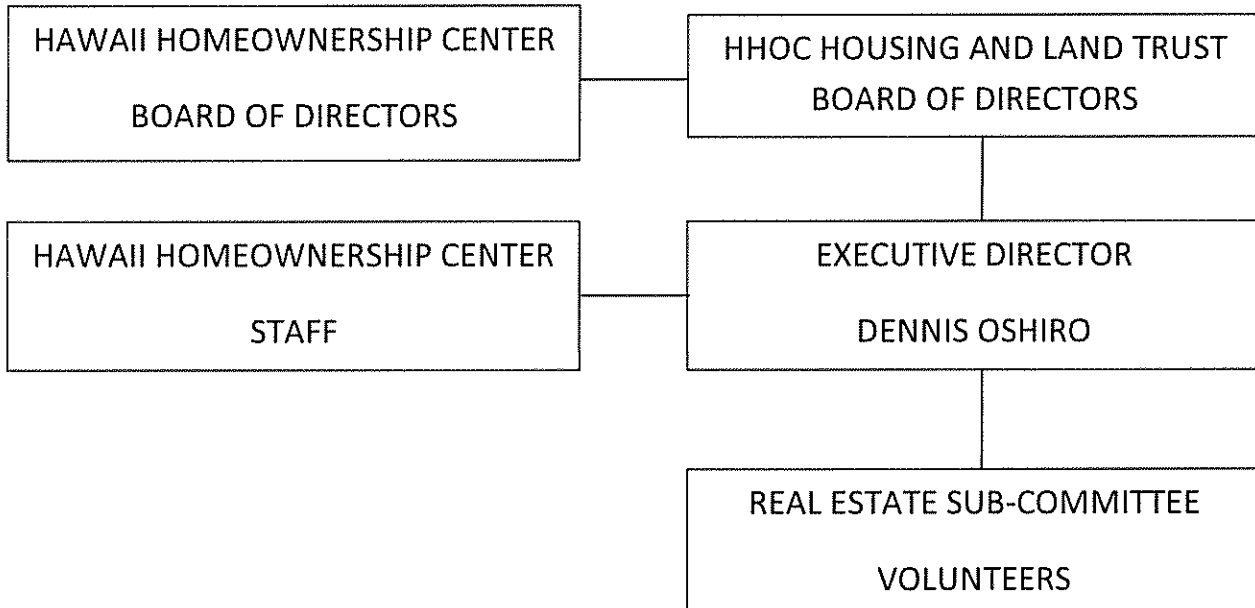 HAWAII HOMEOWNERSHIP CENTER
BOARD OF DIRECTORS
HHOC HOUSING AND LAND TRUST
BOARD OF DIRECTORS
HAWAII HOMEOWNERSHIP CENTER
STAFF
EXECUTIVE DIRECTOR
DENNIS OSHIRO
REAL ESTATE SUB-COMMITTEE
VOLUNTEERS